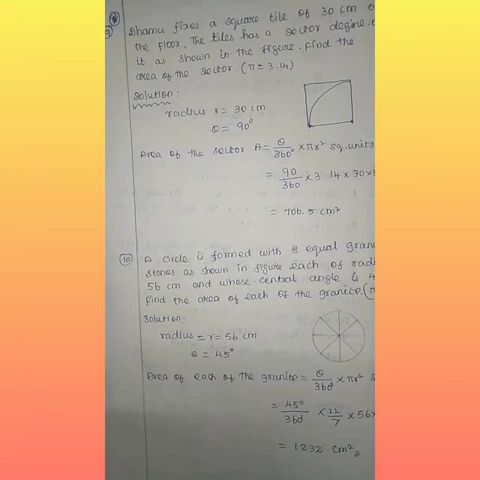 9) Bhamu fixes a square tile of 30 cm
the floor. The tiles has a sector degine
it as shown in the figure. Find the
area of the sector. (π = 3.14)
Solution:
radius r = 30 cm
θ = 90°
Area of the sector A = θ/360° × πr² sq.units
= 90/360 × 3.14 × 30 ×
= 706.5 cm²
10) A circle is formed with 8 equal
stones as shown in figure each of
56 cm and whose central angle is
Find the area of each of the granite.
Solution:
radius = r = 56 cm
θ = 45°
Area of each of the granite = θ/360 × πr²
= 45°/360 × 22/7 × 56 ×
= 1232 cm²